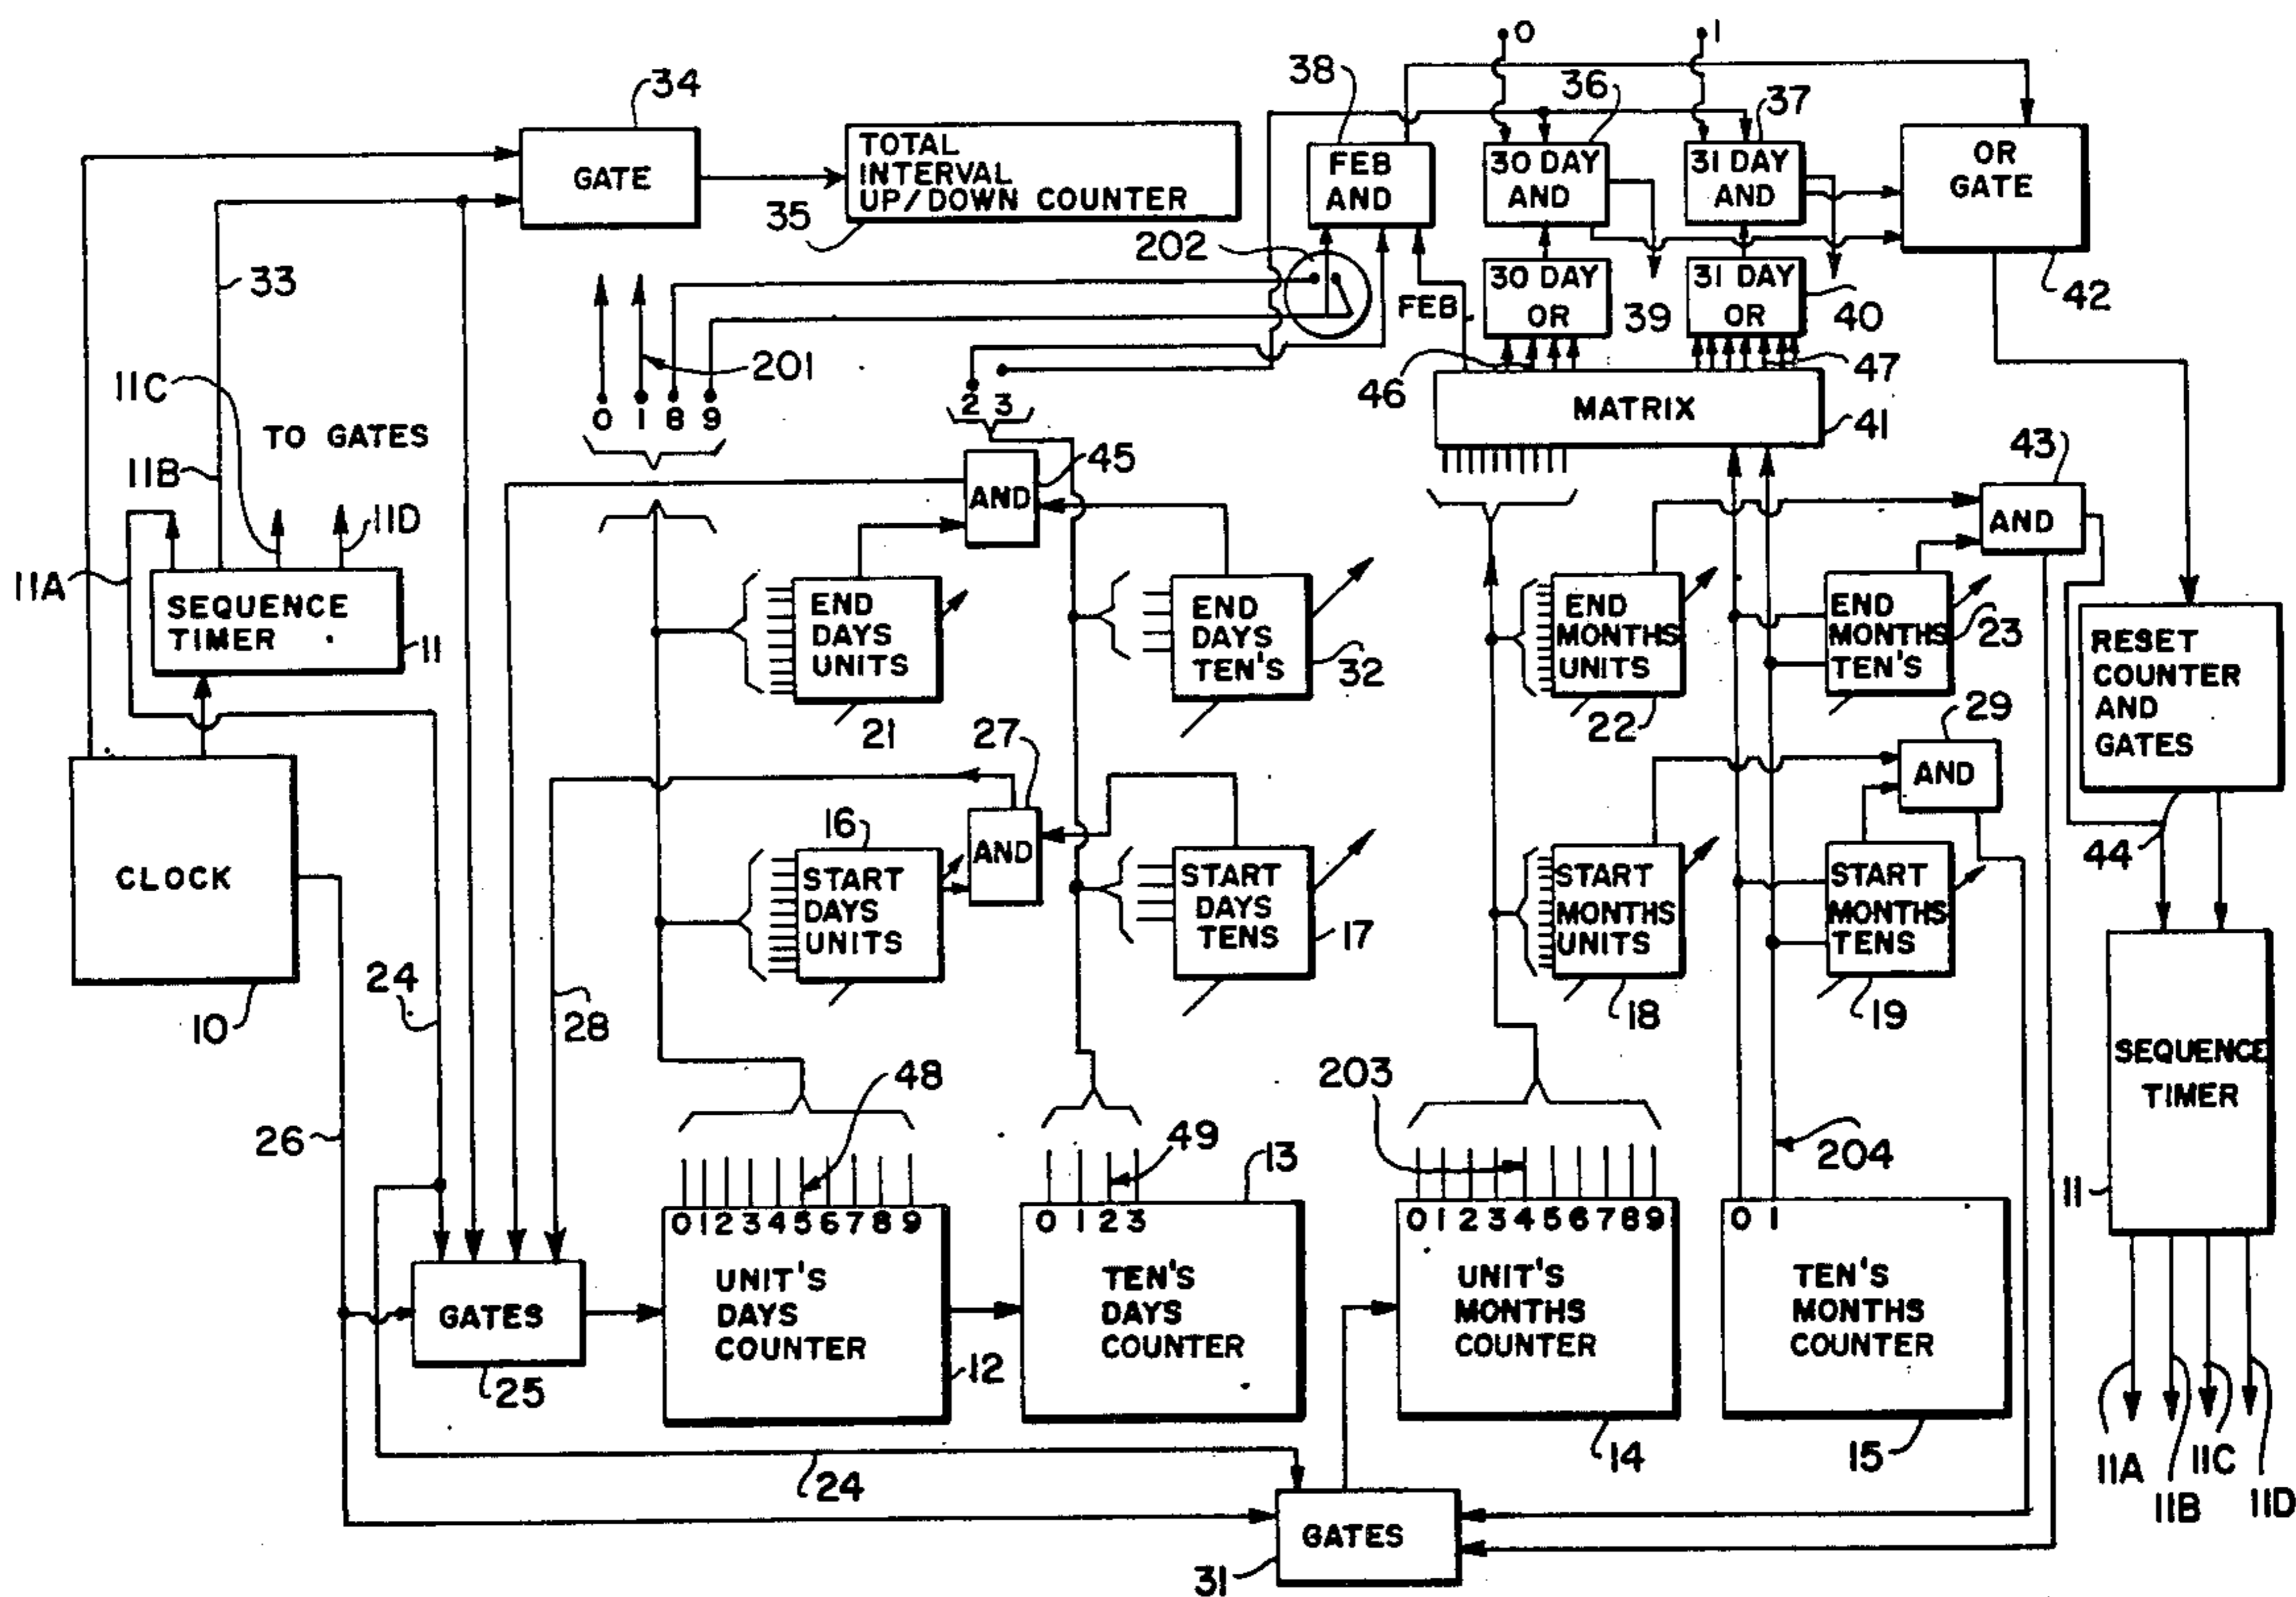 0
1
34
38
36
37
GATE
TOTAL
INTERVAL
UP/DOWN COUNTER
35
FEB
AND
30 DAY
AND
31 DAY
AND
OR
GATE
202
33
30 DAY
OR
39
31 DAY
OR
40
42
FEB
201
46
47
11C
0 1 8 9
2 3
MATRIX
41
TO GATES
11B
45
43
AND
AND
11D
11A
SEQUENCE
TIMER
11
END
DAYS
UNITS
21
END
DAYS
TEN'S
32
END
MONTHS
UNITS
22
END
MONTHS
TEN'S
23
RESET
COUNTER
AND
GATES
44
27
29
AND
16
AND
CLOCK
10
START
DAYS
UNITS
START
DAYS
TENS
17
START
MONTHS
UNITS
18
START
MONTHS
TENS
19
24
28
SEQUENCE
TIMER
11
48
203
26
49
13
204
0 1 2 3 4 5 6 7 8 9
0 1 2 3
0 1 2 3 4 5 6 7 8 9
0 1
GATES
25
UNIT'S
DAYS
COUNTER
12
TEN'S
DAYS
COUNTER
UNIT'S
MONTHS
COUNTER
14
TEN'S
MONTHS
COUNTER
15
11A
11B
11C
11D
24
GATES
31